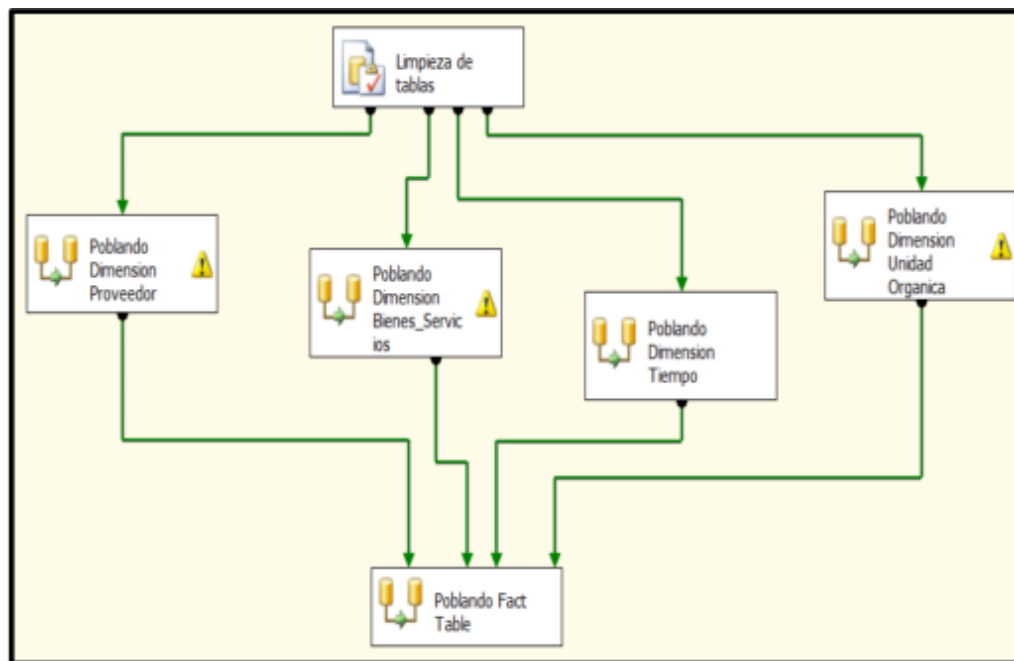 Limpieza de
tablas
Poblando
Dimension
Proveedor
Poblando
Dimension
Bienes_Servic
ios
Poblando
Dimension
Tiempo
Poblando
Dimension
Unidad
Organica
Poblando Fact
Table